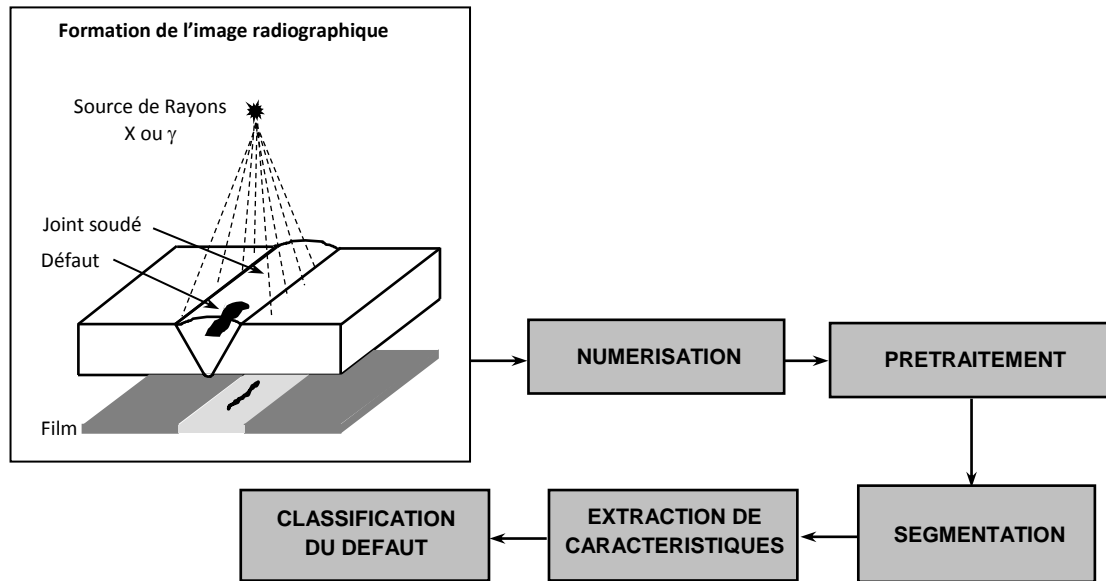 Formation de l'image radiographique
Source de Rayons
X ou γ
Joint soudé
Défaut
Film
NUMERISATION
PRETRAITEMENT
SEGMENTATION
EXTRACTION DE
CARACTERISTIQUES
CLASSIFICATION
DU DEFAUT